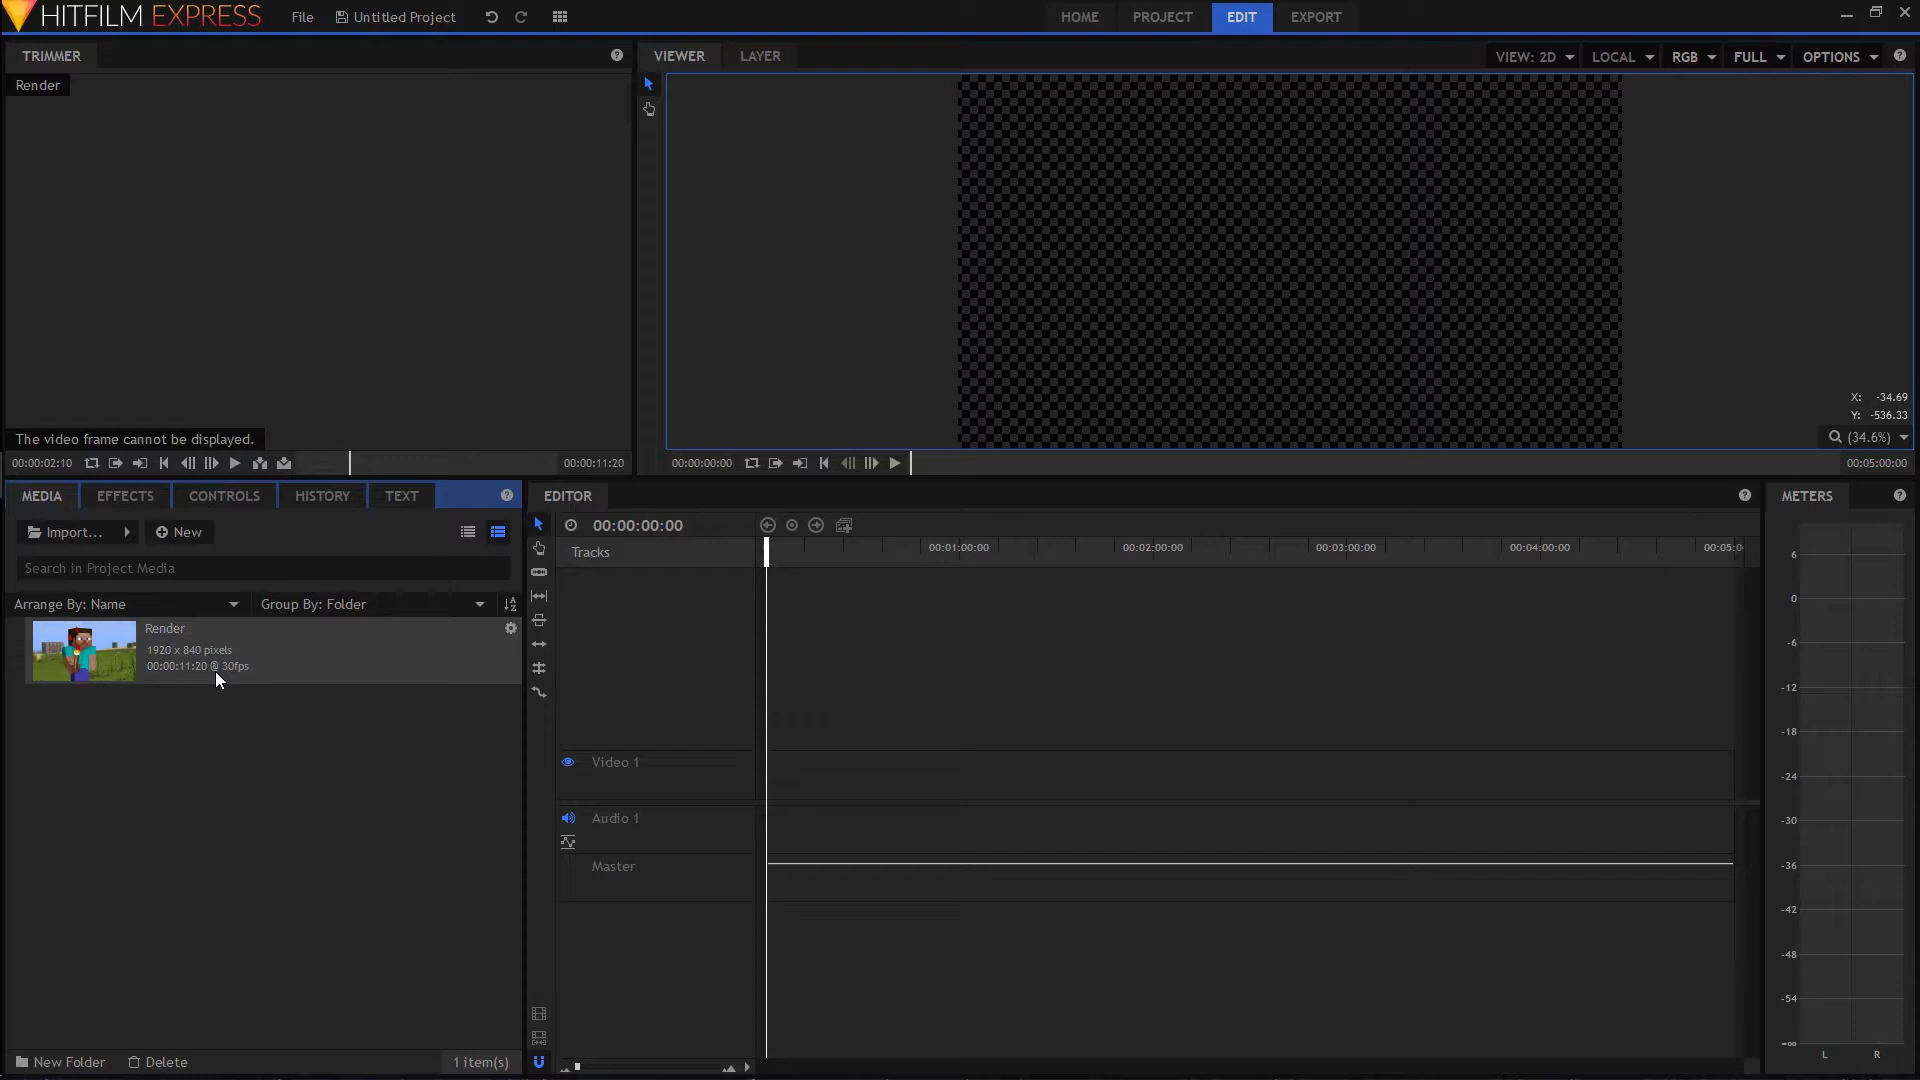 HITFILM EXPRESS
File
Untitled Project
HOME
PROJECT
EDIT
EXPORT
TRIMMER
Render
The video frame cannot be displayed.
00:00:02:10
00:00:11:20
VIEWER
LAYER
VIEW: 2D
LOCAL
RGB
FULL
OPTIONS
X: -34.69
Y: -536.33
(34.6%)
00:00:00:00
00:05:00:00
MEDIA
EFFECTS
CONTROLS
HISTORY
TEXT
Import...
New
Search in Project Media
Arrange By: Name
Group By: Folder
Render
1920 x 840 pixels
00:00:11:20 @ 30fps
New Folder
Delete
1 item(s)
EDITOR
00:00:00:00
Tracks
00:01:00:00
00:02:00:00
00:03:00:00
00:04:00:00
00:05:0
Video 1
Audio 1
Master
METERS
6
0
-6
-12
-18
-24
-30
-36
-42
-48
-54
-∞
L
R